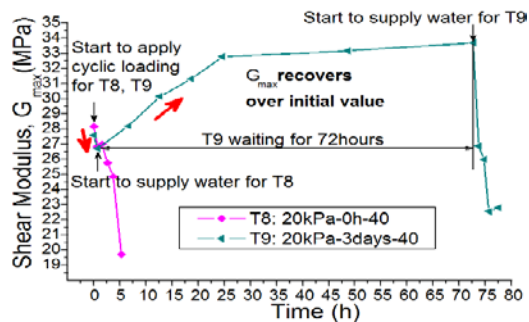 Start to supply water for T9
Start to apply
cyclic loading
for T8, T9
Gmax recovers
over initial value
T9 waiting for 72hours
Start to supply water for T8
T8: 20kPa-0h-40
T9: 20kPa-3days-40
Shear Modulus, Gmax(MPa)
35
34
33
32
31
30
29
28
27
26
25
24
23
22
21
20
19
0 5 10 15 20 25 30 35 40 45 50 55 60 65 70 75 80
Time (h)